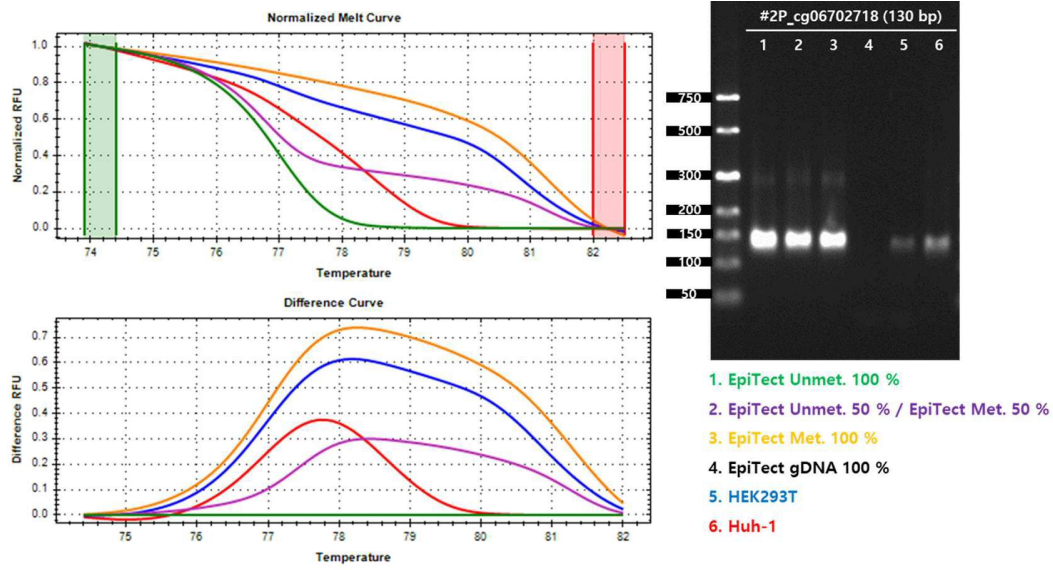 Normalized Melt Curve
Normalized RFU
1.0
0.8
0.6
0.4
0.2
0.0
74 75 76 77 78 79 80 81 82
Temperature
Difference Curve
Difference RFU
0.7
0.6
0.5
0.4
0.3
0.2
0.1
0.0
75 76 77 78 79 80 81 82
Temperature
#2P_cg06702718 (130 bp)
1 2 3 4 5 6
750
500
300
200
150
100
50
1. EpiTect Unmet. 100 %
2. EpiTect Unmet. 50 % / EpiTect Met. 50 %
3. EpiTect Met. 100 %
4. EpiTect gDNA 100 %
5. HEK293T
6. Huh-1